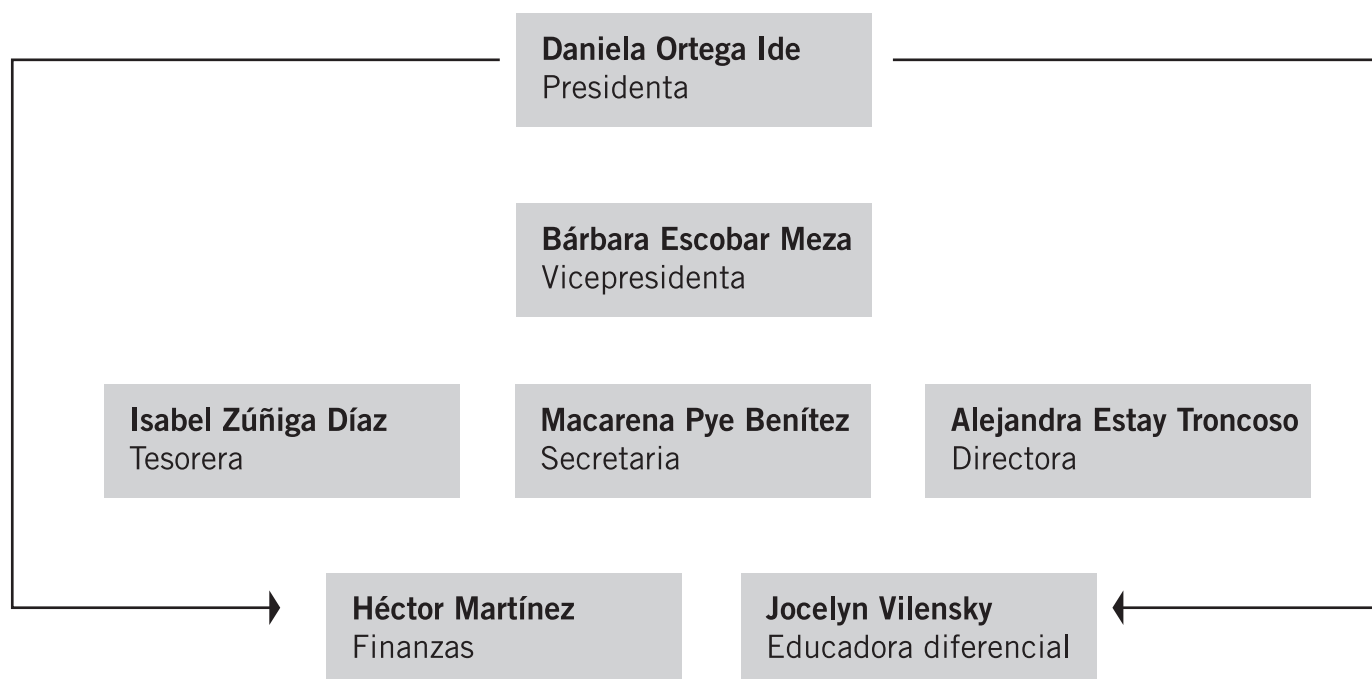 Daniela Ortega Ide
Presidenta
Bárbara Escobar Meza
Vicepresidenta
Isabel Zúñiga Díaz
Tesorera
Macarena Pye Benítez
Secretaria
Alejandra Estay Troncoso
Directora
Héctor Martínez
Finanzas
Jocelyn Vilensky
Educadora diferencial